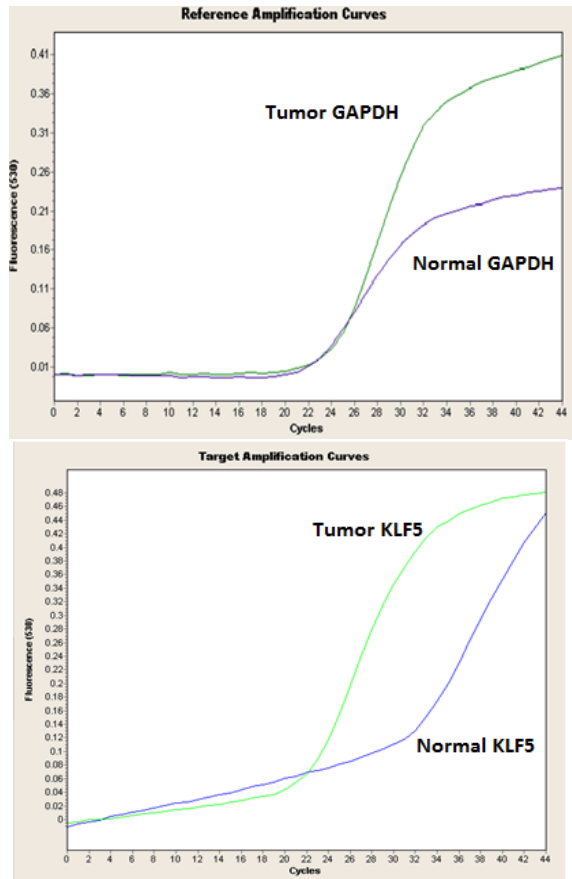 Reference Amplification Curves
0.41
0.36
0.31
0.26
0.21
0.16
0.11
0.06
0.01
Fluorescence (530)
Tumor GAPDH
Normal GAPDH
0 2 4 6 8 10 12 14 16 18 20 22 24 26 28 30 32 34 36 38 40 42 44
Cycles
Target Amplification Curves
0.48
0.46
0.44
0.42
0.4
0.38
0.36
0.34
0.32
0.3
0.28
0.26
0.24
0.22
0.2
0.18
0.16
0.14
0.12
0.1
0.08
0.06
0.04
0.02
0
Fluorescence (530)
Tumor KLF5
Normal KLF5
0 2 4 6 8 10 12 14 16 18 20 22 24 26 28 30 32 34 36 38 40 42 44
Cycles